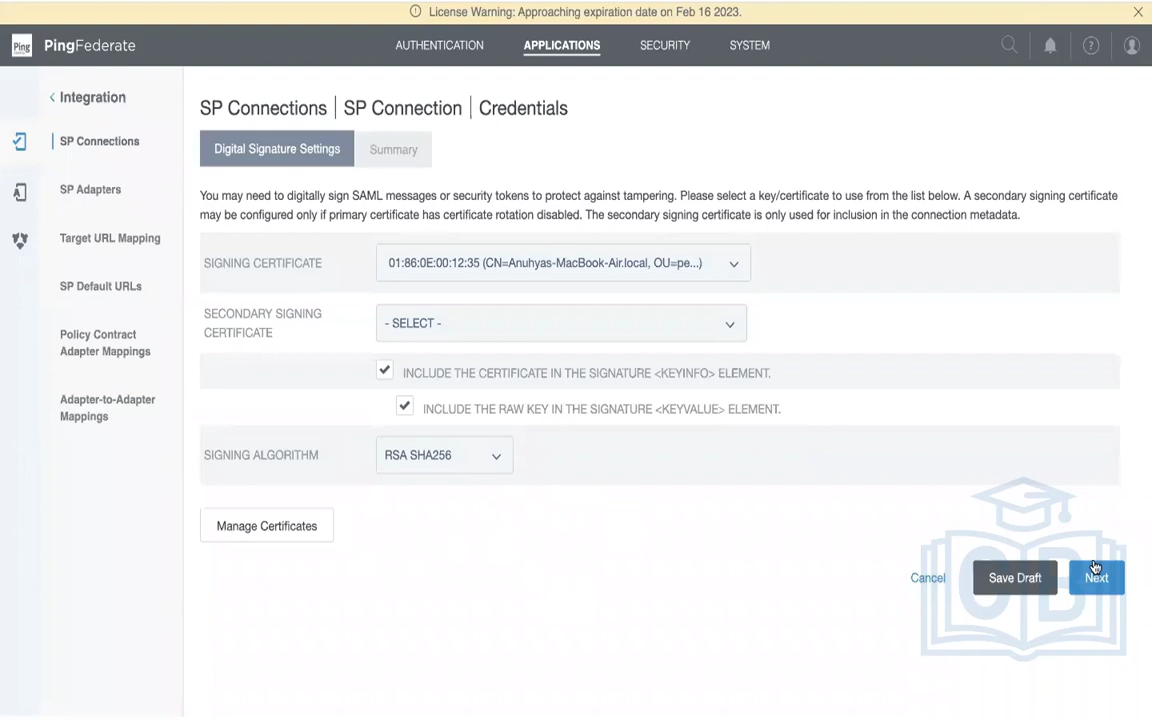 License Warning: Approaching expiration date on Feb 16 2023.
Ping PingFederate AUTHENTICATION APPLICATIONS SECURITY SYSTEM
< Integration
SP Connections
SP Adapters
Target URL Mapping
SP Default URLs
Policy Contract
Adapter Mappings
Adapter-to-Adapter
Mappings
SP Connections | SP Connection | Credentials
Digital Signature Settings Summary
You may need to digitally sign SAML messages or security tokens to protect against tampering. Please select a key/certificate to use from the list below. A secondary signing certificate
may be configured only if primary certificate has certificate rotation disabled. The secondary signing certificate is only used for inclusion in the connection metadata.
SIGNING CERTIFICATE 01:86:0E:00:12:35 (CN=Anuhyas-MacBook-Air.local, OU=pe...)
SECONDARY SIGNING
CERTIFICATE
- SELECT -
INCLUDE THE CERTIFICATE IN THE SIGNATURE <KEYINFO> ELEMENT.
INCLUDE THE RAW KEY IN THE SIGNATURE <KEYVALUE> ELEMENT.
SIGNING ALGORITHM RSA SHA256
Manage Certificates
Cancel Save Draft Next
CB